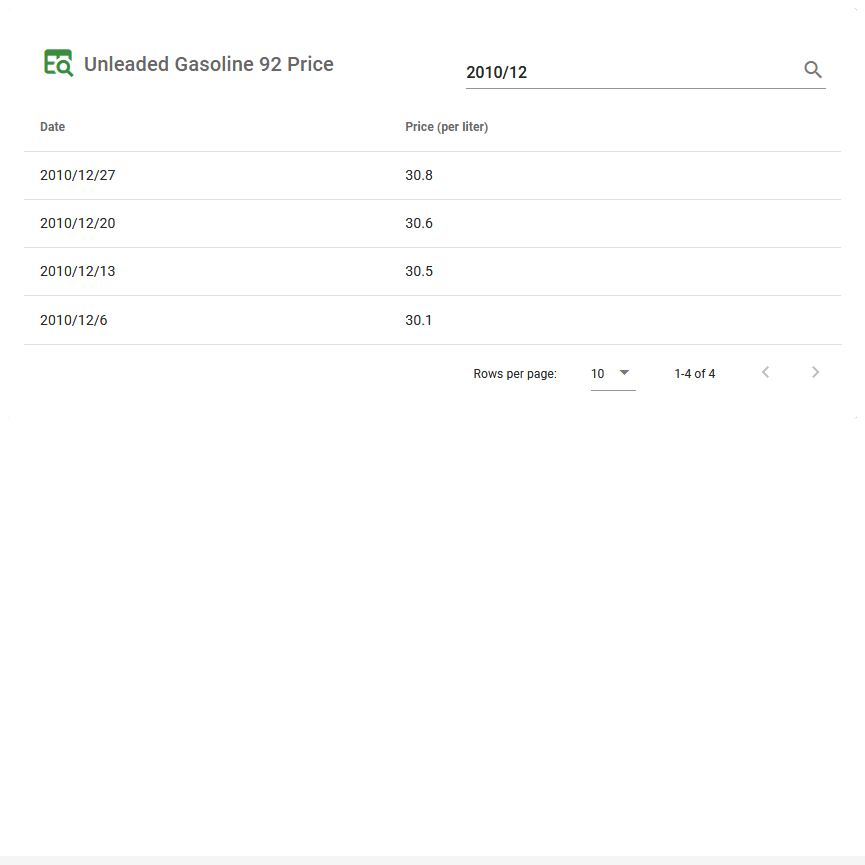 Unleaded Gasoline 92 Price
2010/12
Date Price (per liter)
2010/12/27 30.8
2010/12/20 30.6
2010/12/13 30.5
2010/12/6 30.1
Rows per page: 10 1-4 of 4